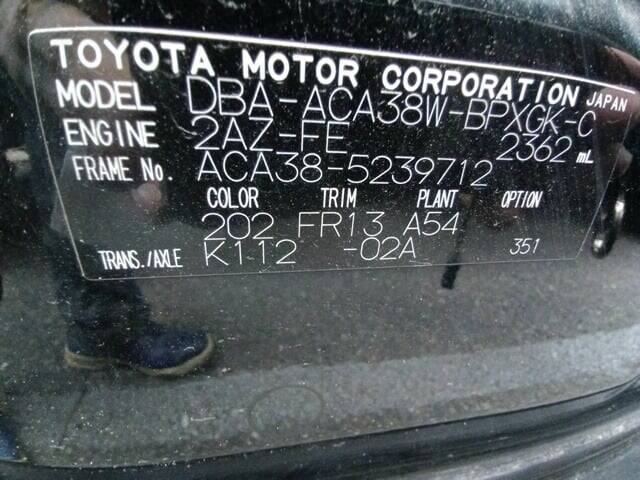 TOYOTA MOTOR CORPORATION JAPAN
MODEL DBA-ACA38W-BPXGK-C
ENGINE 2AZ-FE 2362 mL
FRAME No. ACA38-5239712
COLOR TRIM PLANT OPTION
202 FR13 A54
TRANS./AXLE K112 -02A 351